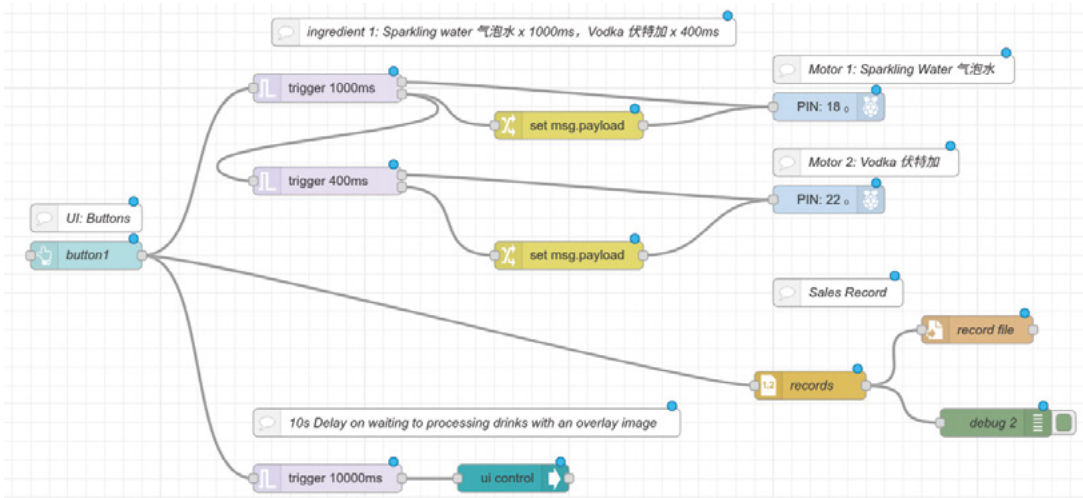 ingredient 1: Sparkling water 气泡水 x 1000ms，Vodka 伏特加 x 400ms
Motor 1: Sparkling Water 气泡水
trigger 1000ms
PIN: 18
set msg.payload
Motor 2: Vodka 伏特加
trigger 400ms
PIN: 22
UI: Buttons
button1
set msg.payload
Sales Record
record file
1.2
records
10s Delay on waiting to processing drinks with an overlay image
debug 2
trigger 10000ms
ui control